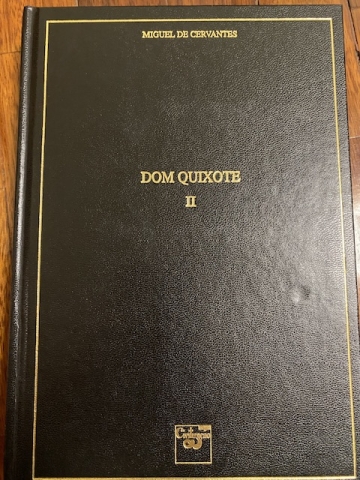 MIGUEL DE CERVANTES
DOM QUIXOTE
II